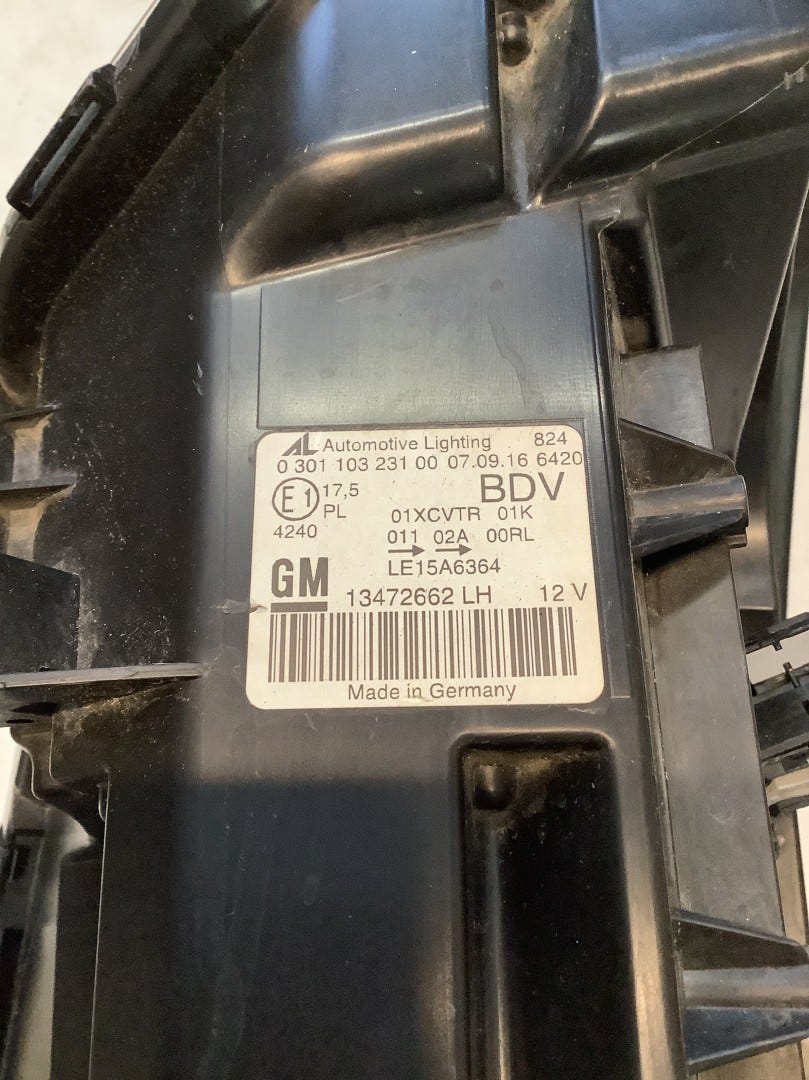 AL Automotive Lighting 824
0 301 103 231 00 07.09.16 6420
E1 17,5 BDV
PL 01XCVTR 01K
4240 011 02A 00RL
LE15A6364
GM 13472662 LH 12 V
Made in Germany